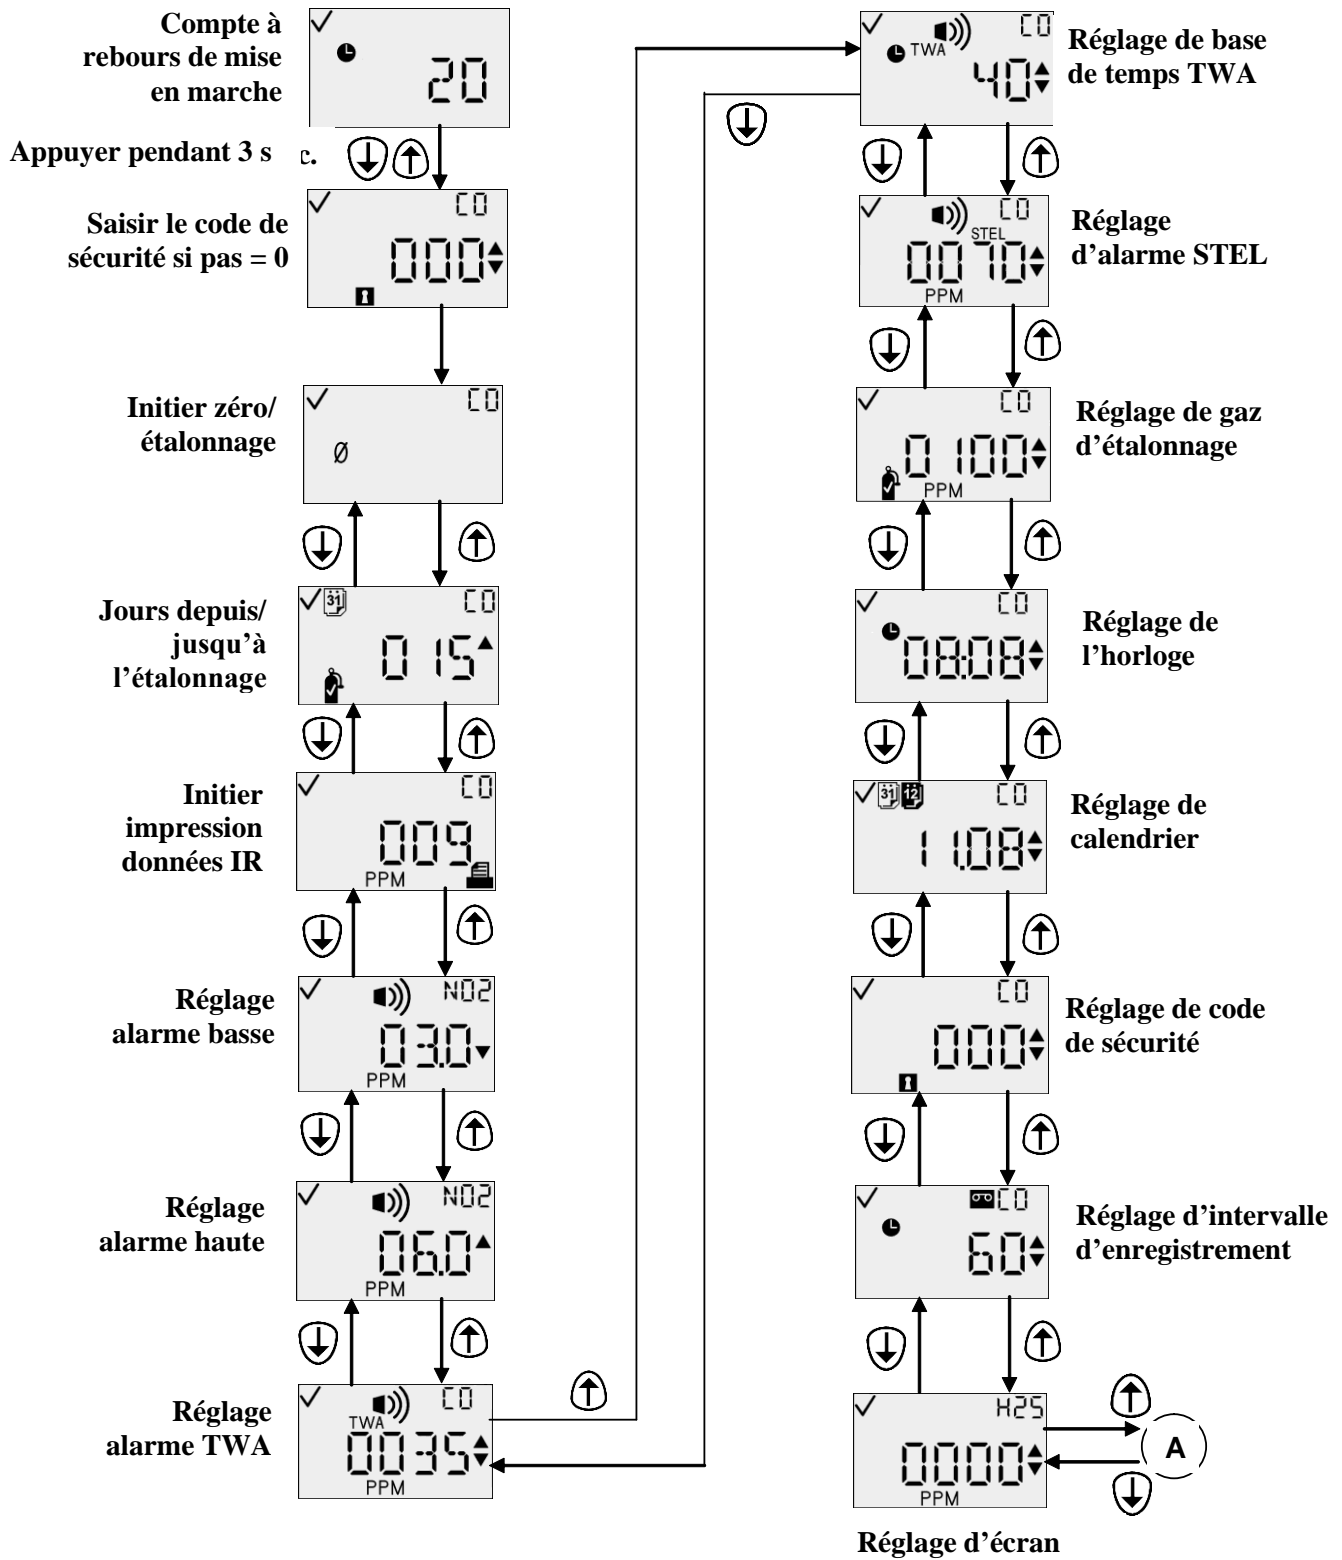 Compte à
rebours de mise
en marche
20
Appuyer pendant 3 s c.
Saisir le code de
sécurité si pas = 0
CO
000
Initier zéro/
étalonnage
CO
Ø
Jours depuis/
jusqu’à
l’étalonnage
31
CO
015
Initier
impression
données IR
CO
009
PPM
Réglage
alarme basse
NO2
03.0
PPM
Réglage
alarme haute
NO2
06.0
PPM
Réglage
alarme TWA
CO
TWA
0035
PPM
CO
TWA
40
Réglage de base
de temps TWA
CO
STEL
0070
PPM
Réglage
d’alarme STEL
CO
0100
PPM
Réglage de gaz
d’étalonnage
CO
08:08
Réglage de
l’horloge
31 12 CO
11.08
Réglage de
calendrier
CO
000
Réglage de code
de sécurité
CO
60
Réglage d’intervalle
d’enregistrement
H2S
0000
PPM
A
Réglage d’écran